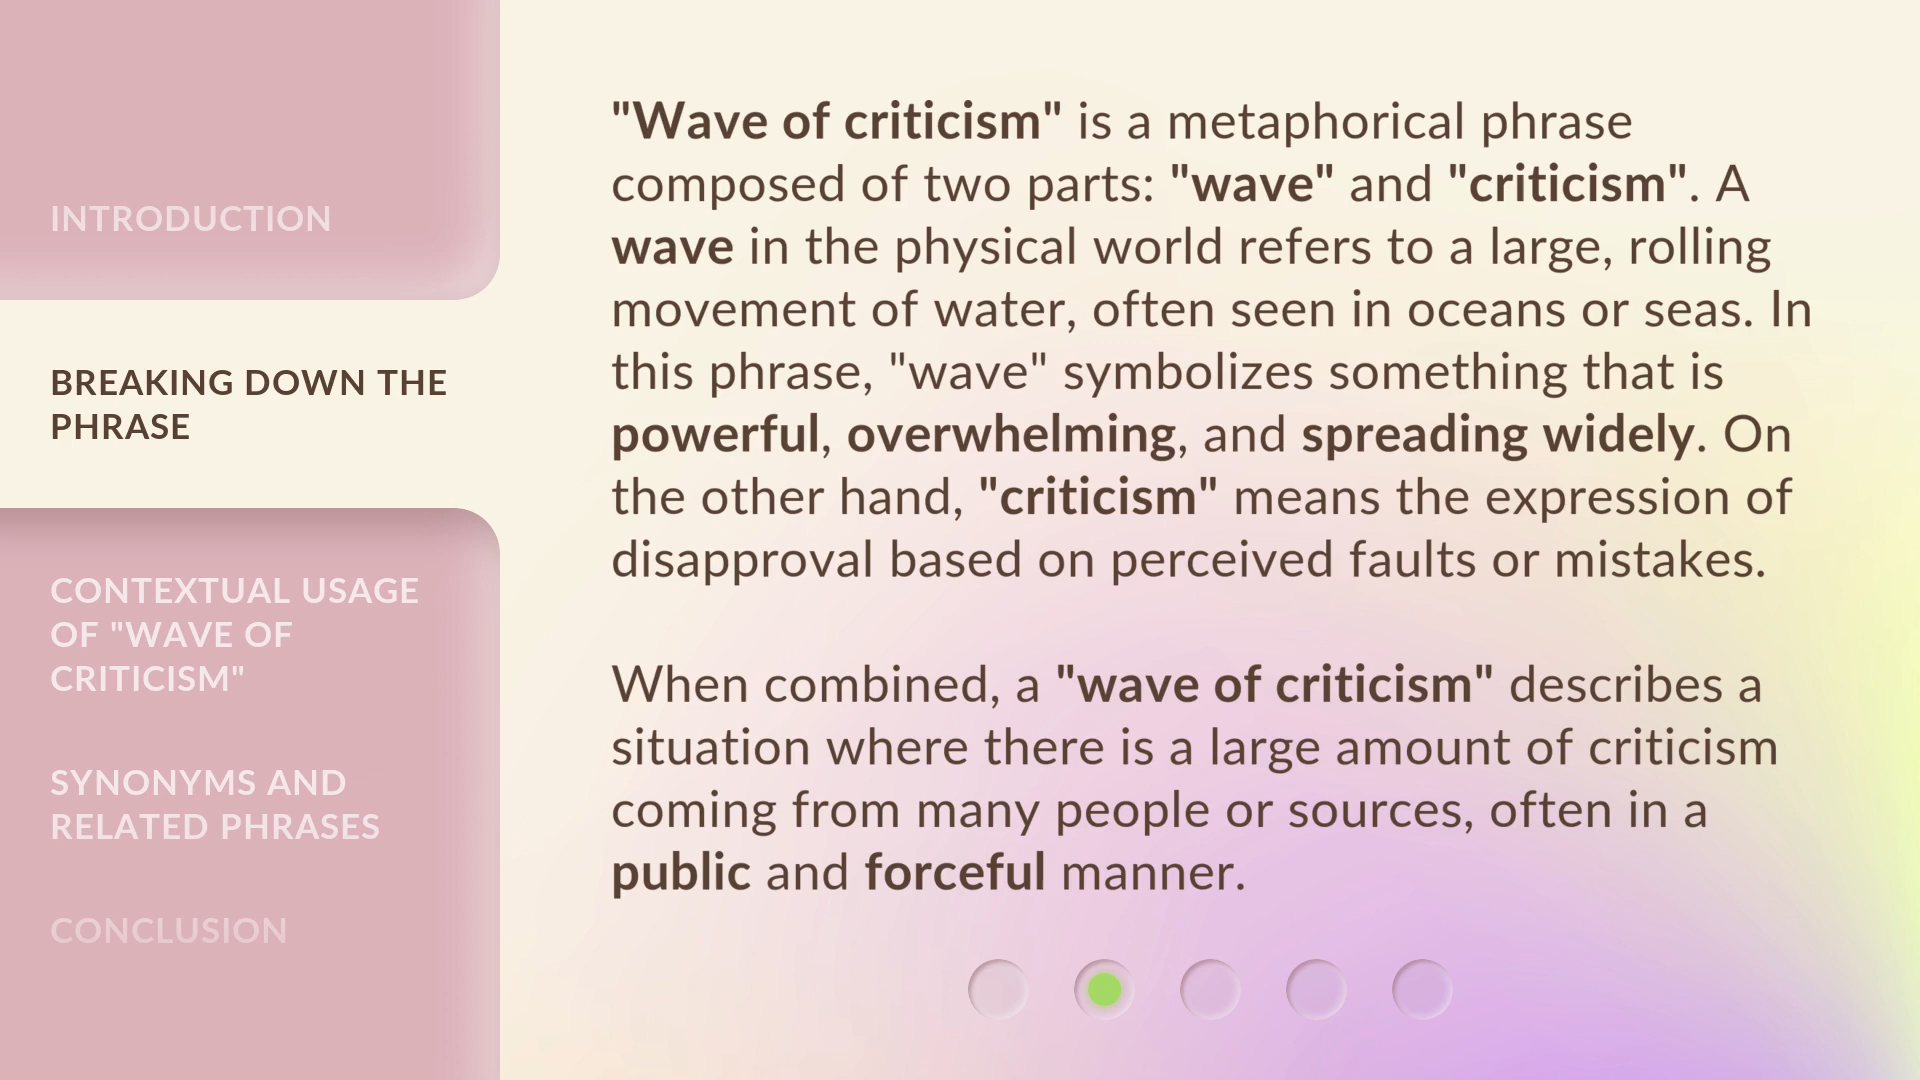 INTRODUCTION
BREAKING DOWN THE
PHRASE
CONTEXTUAL USAGE
OF "WAVE OF
CRITICISM"
SYNONYMS AND
RELATED PHRASES
CONCLUSION
"Wave of criticism" is a metaphorical phrase
composed of two parts: "wave" and "criticism". A
wave in the physical world refers to a large, rolling
movement of water, often seen in oceans or seas. In
this phrase, "wave" symbolizes something that is
powerful, overwhelming, and spreading widely. On
the other hand, "criticism" means the expression of
disapproval based on perceived faults or mistakes.
When combined, a "wave of criticism" describes a
situation where there is a large amount of criticism
coming from many people or sources, often in a
public and forceful manner.